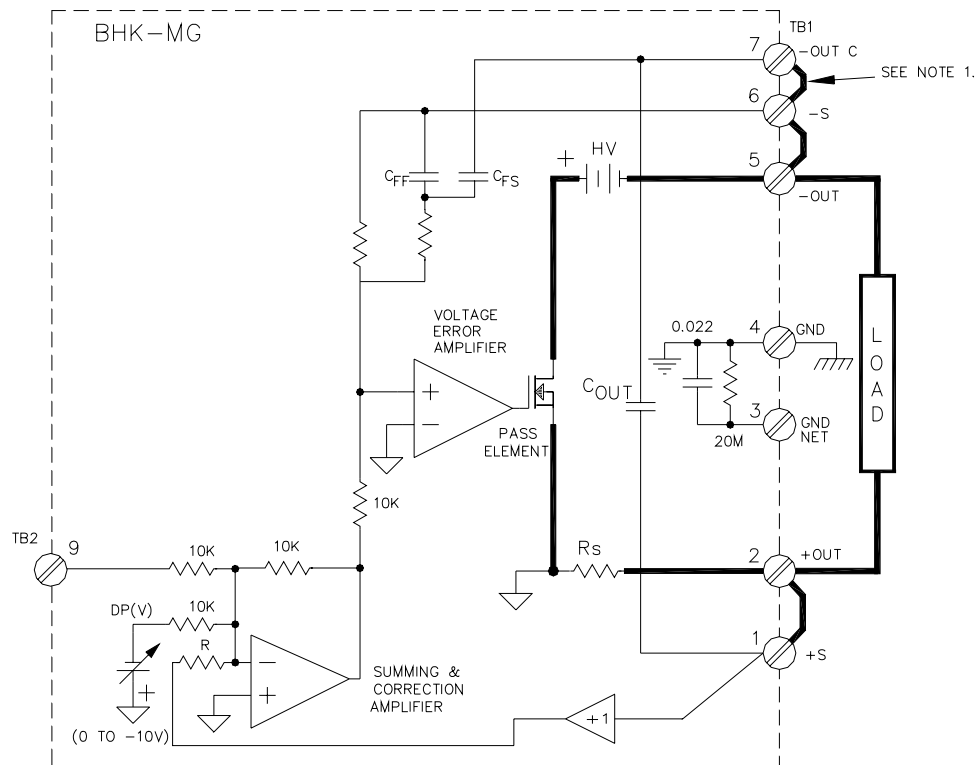 BHK-MG
TB1
7
-OUT C
SEE NOTE 1.
6
-S
5
-OUT
+ HV
CFF
CFS
VOLTAGE
ERROR
AMPLIFIER
+
-
PASS
ELEMENT
COUT
0.022
4
GND
3
GND
NET
20M
LOAD
10K
TB2
9
10K
10K
Rs
2
+OUT
DP(V)
10K
R
-
+
+
1
+S
SUMMING &
CORRECTION
AMPLIFIER
+1
(0 TO -10V)